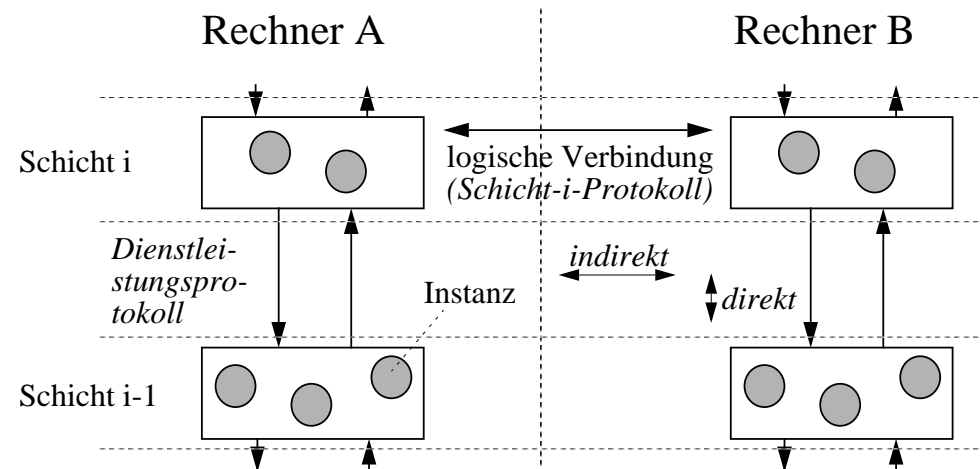 Rechner A
Rechner B
Schicht i
logische Verbindung
(Schicht-i-Protokoll)
Dienstlei-
stungspro-
tokoll
Instanz
indirekt
direkt
Schicht i-1